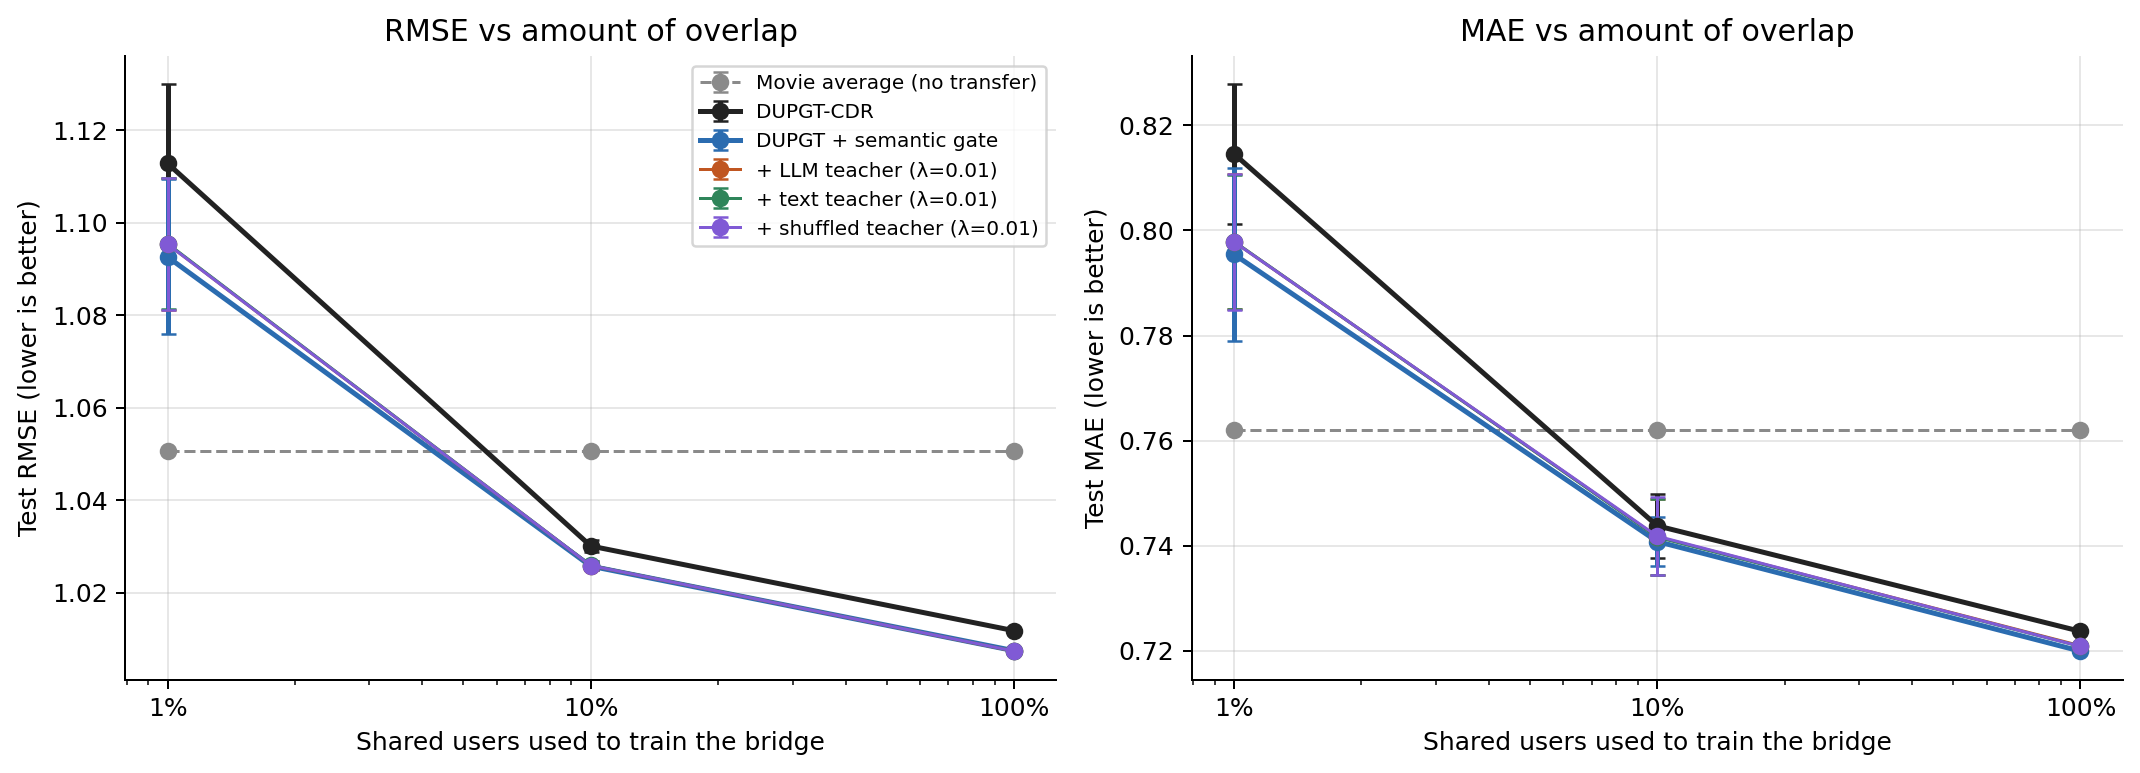 RMSE vs amount of overlap
Test RMSE (lower is better)
1.12
1.10
1.08
1.06
1.04
1.02
Movie average (no transfer)
DUPGT-CDR
DUPGT + semantic gate
+ LLM teacher (λ=0.01)
+ text teacher (λ=0.01)
+ shuffled teacher (λ=0.01)
1%
10%
100%
Shared users used to train the bridge
MAE vs amount of overlap
Test MAE (lower is better)
0.82
0.80
0.78
0.76
0.74
0.72
1%
10%
100%
Shared users used to train the bridge